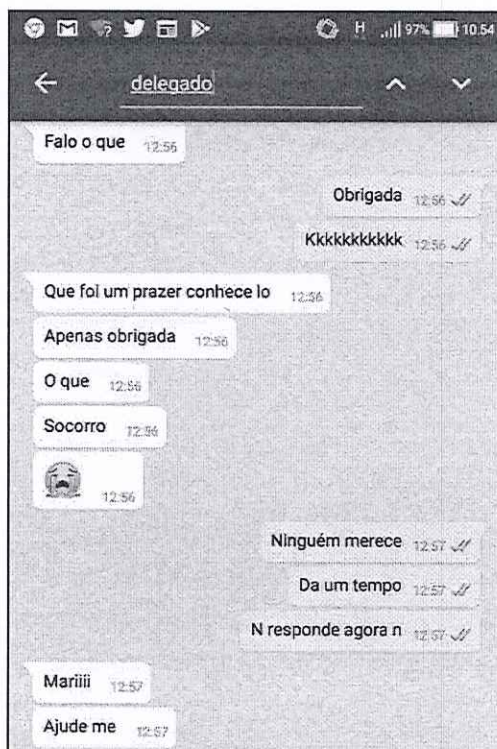 H 97% 10.54
delegado
Falo o que 12:56
Obrigada 12:56
Kkkkkkkkkkk 12:56
Que foi um prazer conhece lo 12:56
Apenas obrigada 12:56
O que 12:56
Socorro 12:56
12:56
Ninguém merece 12:57
Da um tempo 12:57
N responde agora n 12:57
Mariiii 12:57
Ajude me 12:57